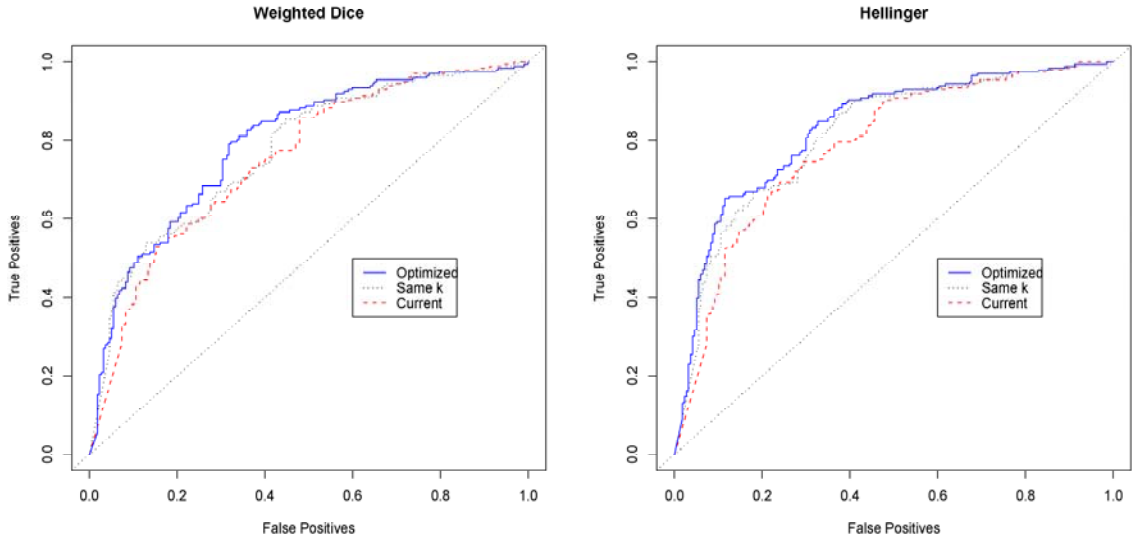 Weighted Dice
True Positives
1.0
0.8
0.6
0.4
0.2
0.0
Optimized
Same k
Current
0.0 0.2 0.4 0.6 0.8 1.0
False Positives
Hellinger
True Positives
1.0
0.8
0.6
0.4
0.2
0.0
Optimized
Same k
Current
0.0 0.2 0.4 0.6 0.8 1.0
False Positives